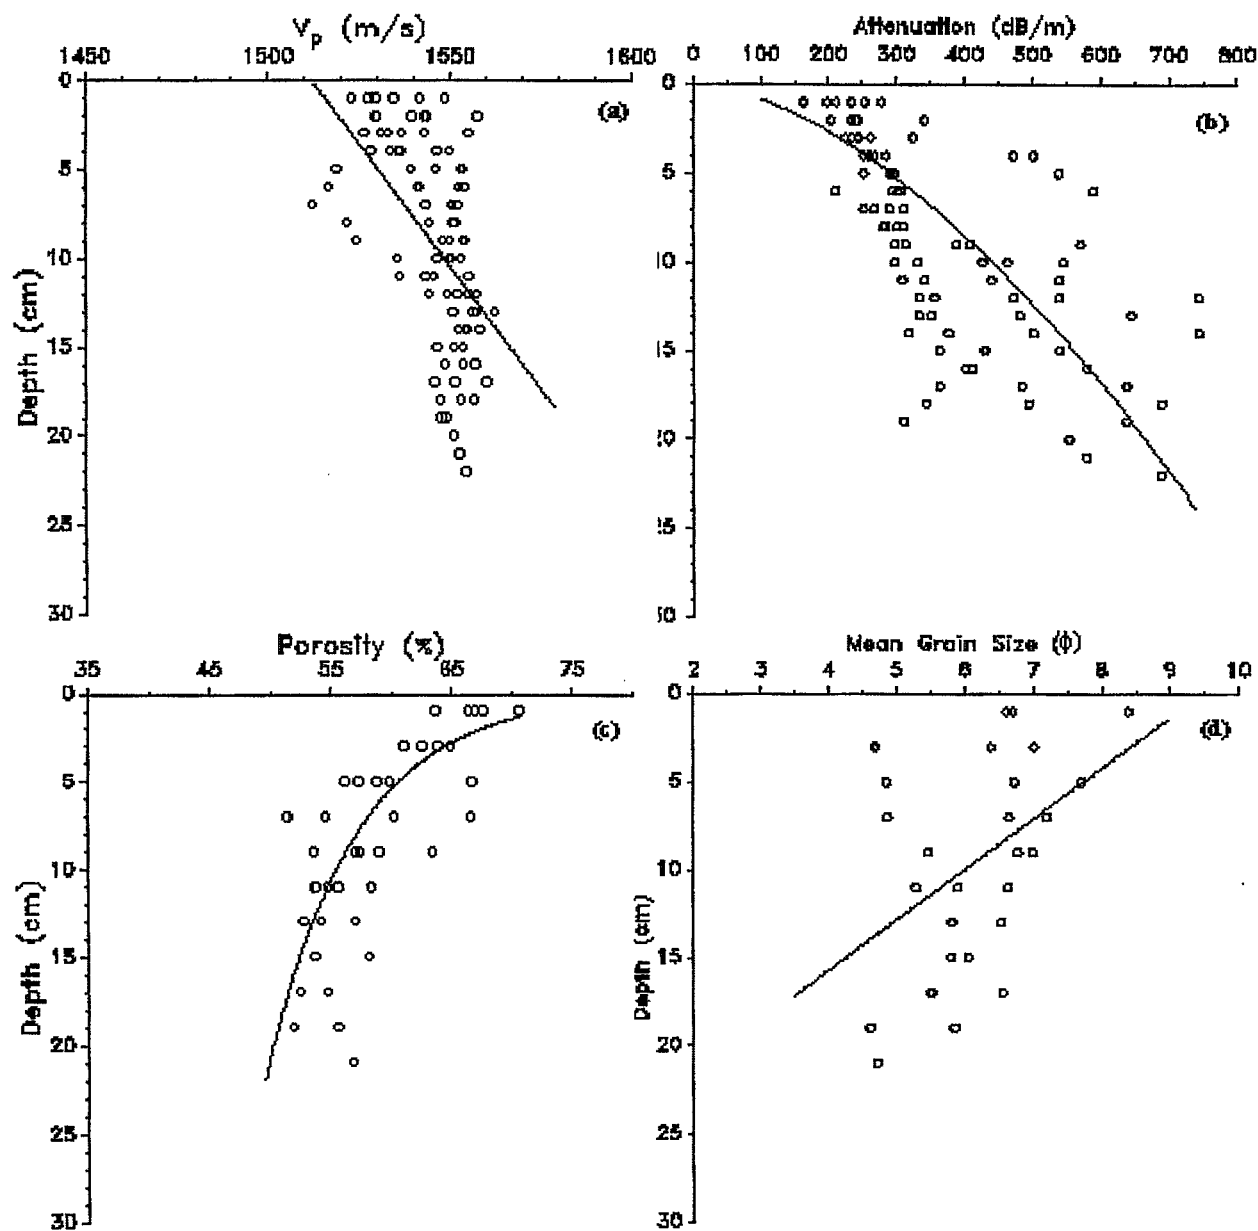 V_p (m/s)
1450 1500 1550 1600
0
5
10
15
20
25
30
Depth (cm)
(a)
Attenuation (dB/m)
0 100 200 300 400 500 600 700 800
0
5
10
15
20
25
30
(b)
Porosity (%)
35 45 55 65 75
0
5
10
15
20
25
30
Depth (cm)
(c)
Mean Grain Size (ϕ)
2 3 4 5 6 7 8 9 10
0
5
10
15
20
25
30
Depth (cm)
(d)